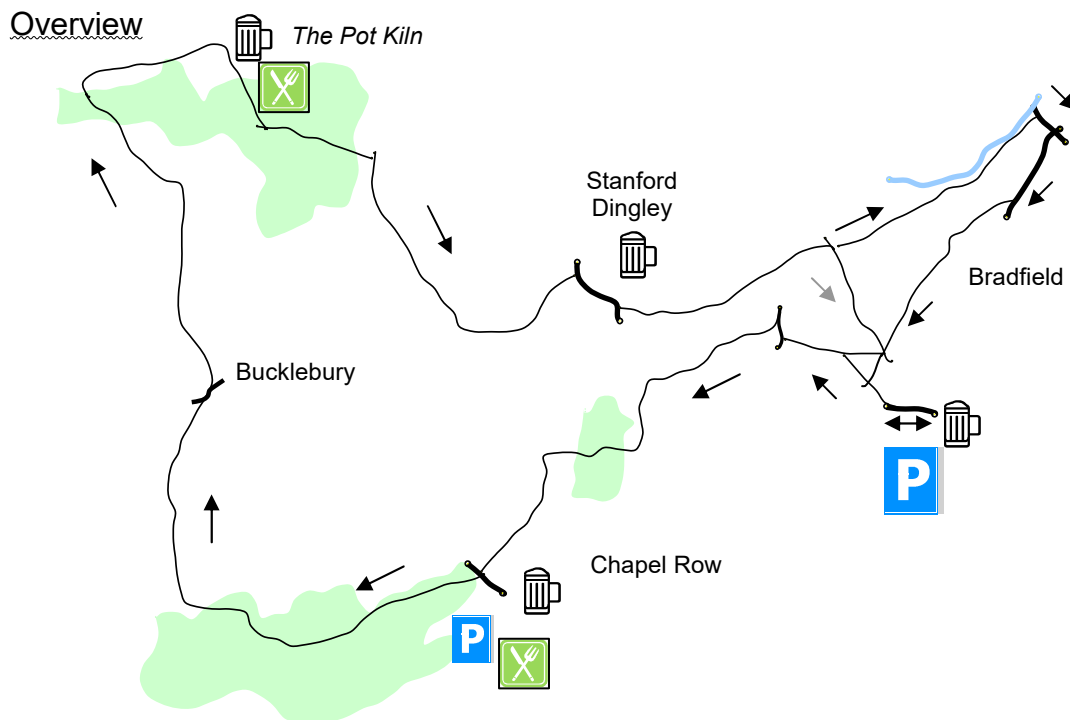 Overview
The Pot Kiln
Stanford
Dingley
Bradfield
Bucklebury
P
Chapel Row
P